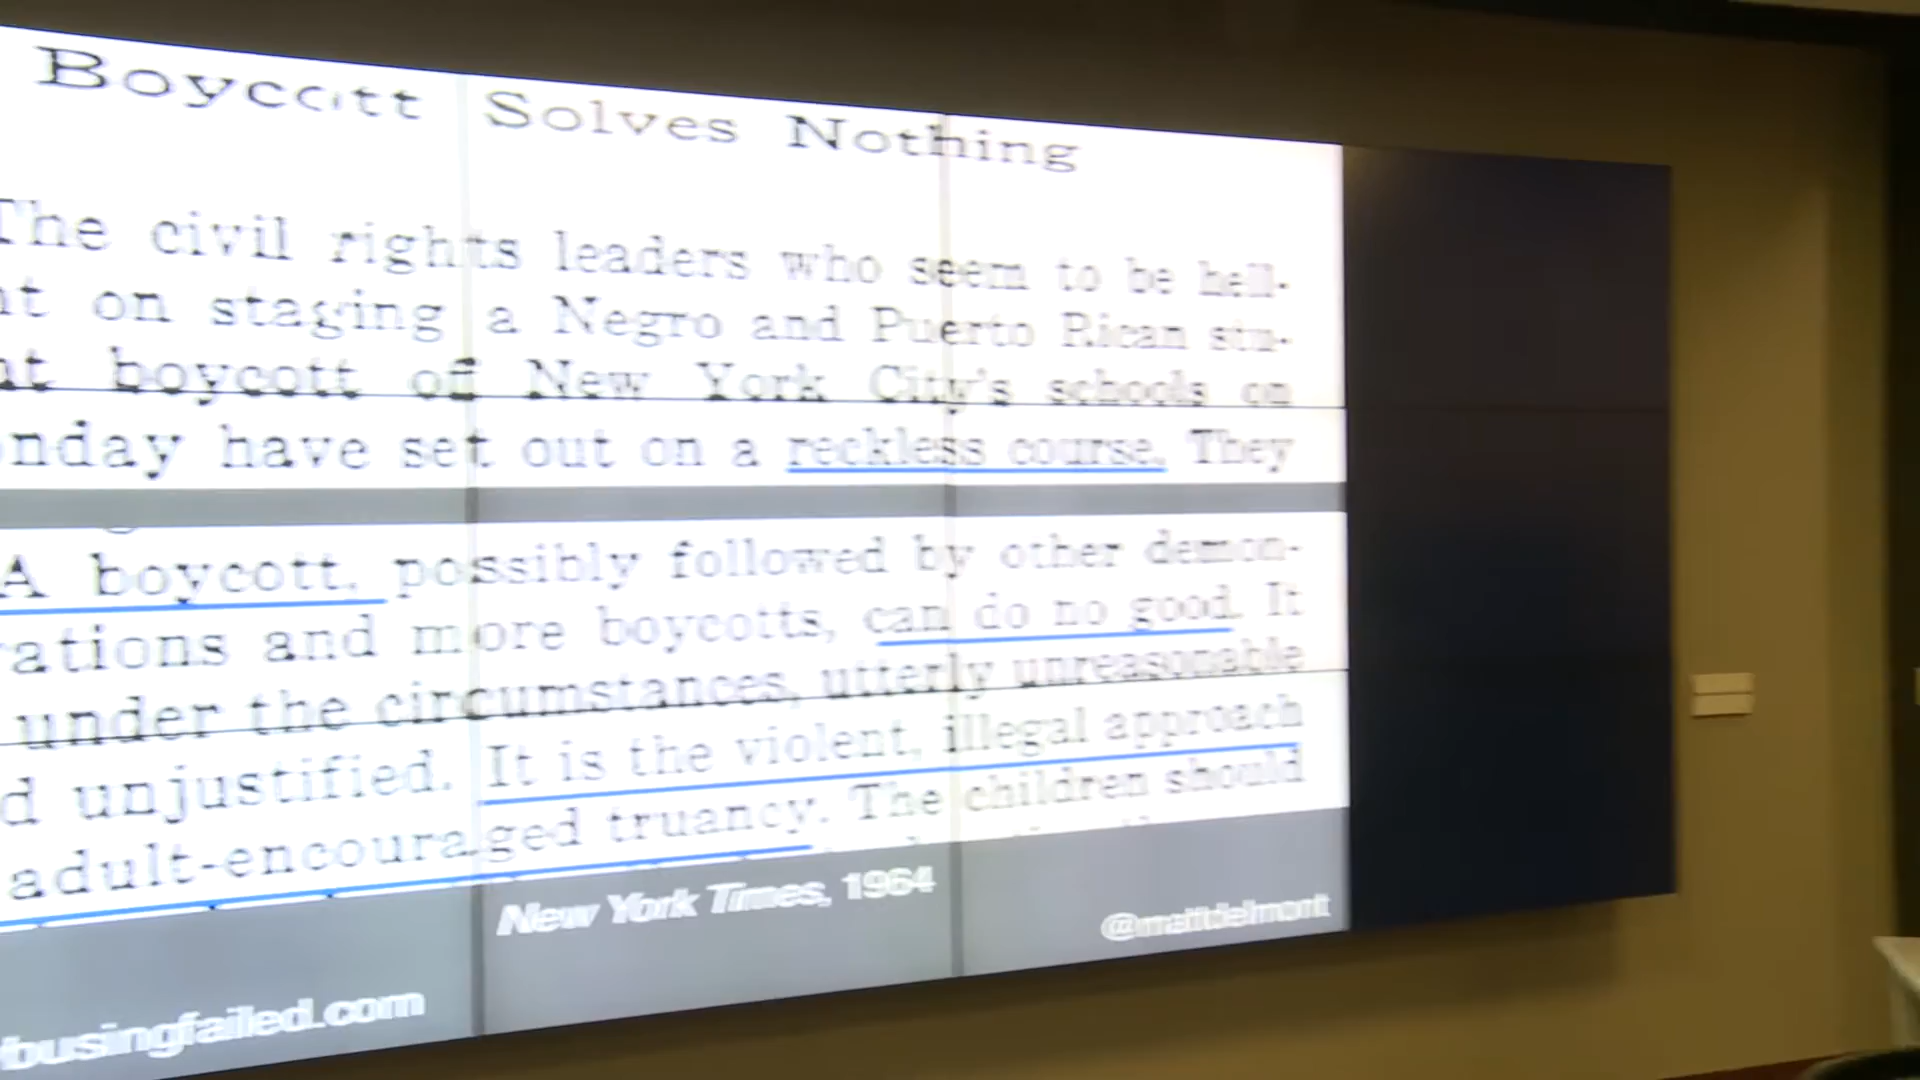 Boycott Solves Nothing
The civil rights leaders who seem to be hell-
nt on staging a Negro and Puerto Rican stu-
nt boycott of New York City's schools on
onday have set out on a reckless course. They
A boycott, possibly followed by other demon-
rations and more boycotts, can do no good. It
under the circumstances, utterly unreasonable
d unjustified. It is the violent, illegal approach
adult-encouraged truancy. The children should
New York Times, 1964
@mattdelmont
busingfailed.com